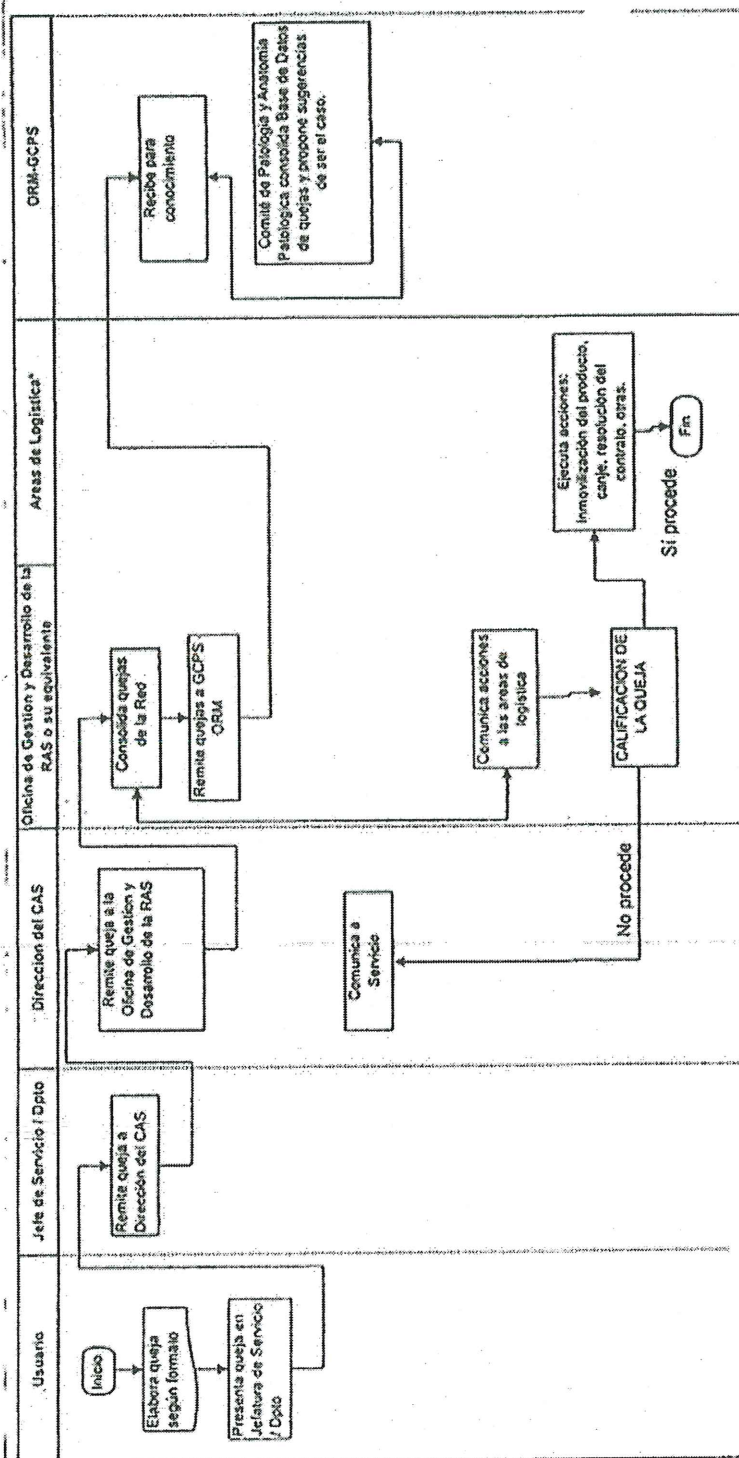 Usuario
Jefe de Servicio / Dpto
Direccion del CAS
Oficina de Gestion y Desarrollo de la
RAS o su equivalente
Areas de Logistica*
ORM-GCPS
Inicio
Elabora queja
según formato
Presenta queja en
Jefatura de Servicio
/ Dpto
Remite queja a
Dirección del CAS
Remite queja a la
Oficina de Gestion y
Desarrollo de la RAS
Comunica a
Servicio
No procede
Consolida quejas
de la Red
Remite quejas a GCPS
ORM
Comunica acciones
a las areas de
logistica
CALIFICACION DE
LA QUEJA
Ejecuta acciones:
Inmovilización del producto,
canje, resolución del
contrato, otras.
Sí procede
Fin
Recibe para
conocimiento
Comité de Patologia y Anatomia
Patologica consolida Base de Datos
de quejas y propone sugerencias
de ser el caso.